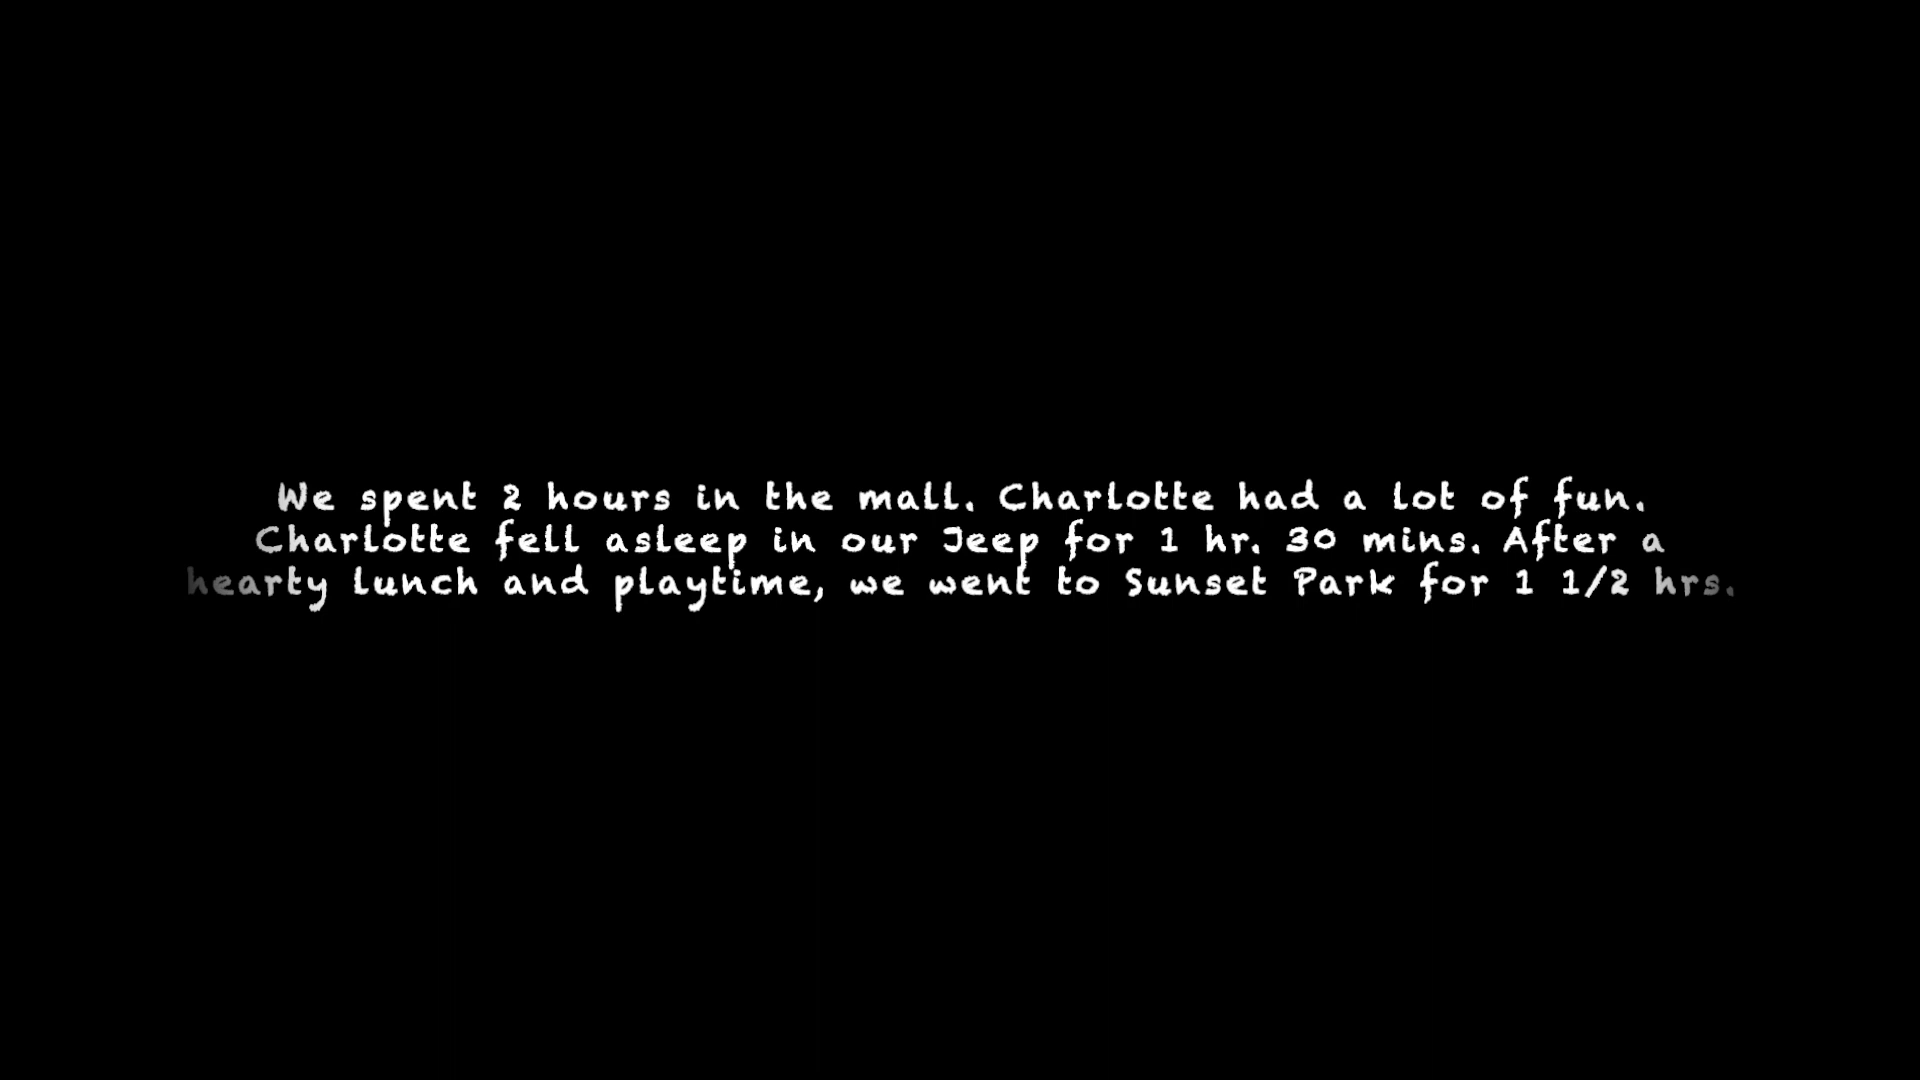 We spent 2 hours in the mall. Charlotte had a lot of fun.
Charlotte fell asleep in our Jeep for 1 hr. 30 mins. After a
hearty lunch and playtime, we went to Sunset Park for 1 1/2 hrs.